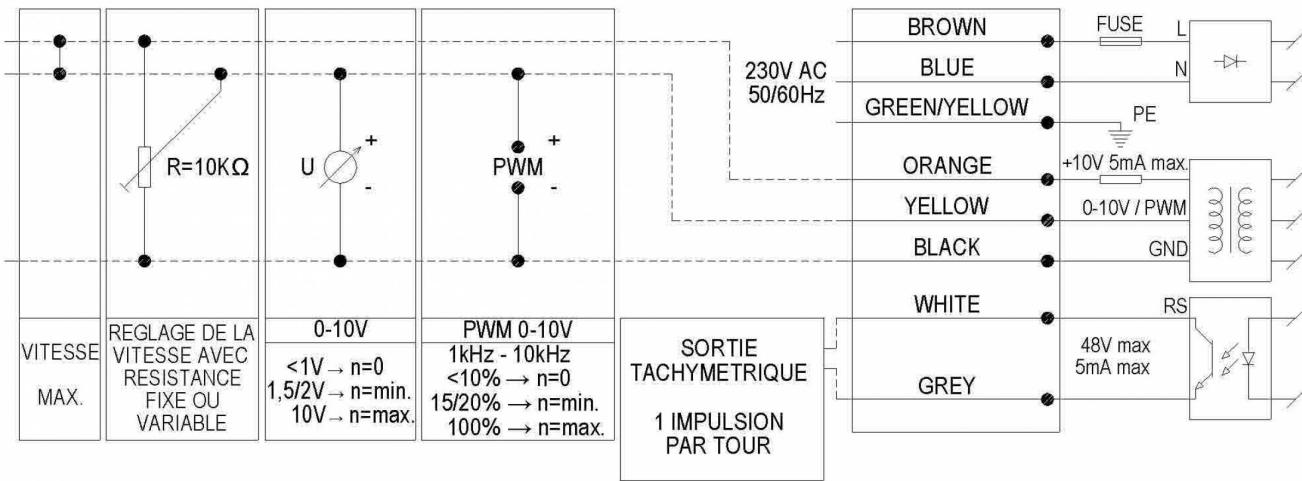 R=10KΩ
U
+
-
PWM
+
-
VITESSE
MAX.
REGLAGE DE LA
VITESSE AVEC
RESISTANCE
FIXE OU
VARIABLE
0-10V
<1V → n=0
1,5/2V → n=min.
10V → n=max.
PWM 0-10V
1kHz - 10kHz
<10% → n=0
15/20% → n=min.
100% → n=max.
SORTIE
TACHYMETRIQUE
1 IMPULSION
PAR TOUR
230V AC
50/60Hz
BROWN
BLUE
GREEN/YELLOW
ORANGE
YELLOW
BLACK
WHITE
GREY
FUSE
L
N
PE
+10V 5mA max.
0-10V / PWM
GND
RS
48V max
5mA max